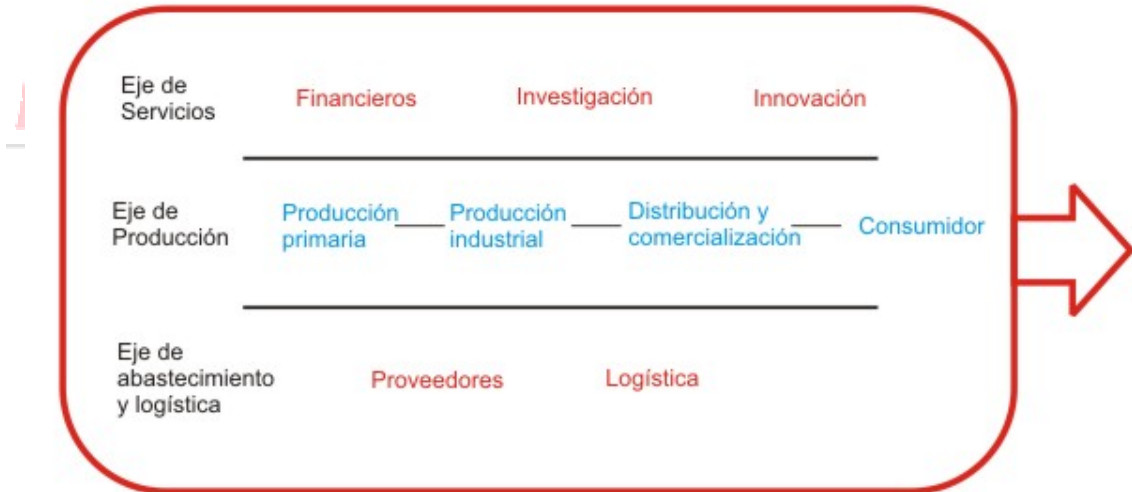 Eje de
Servicios
Financieros
Investigación
Innovación
Eje de
Producción
Producción
primaria
Producción
industrial
Distribución y
comercialización
Consumidor
Eje de
abastecimiento
y logística
Proveedores
Logística